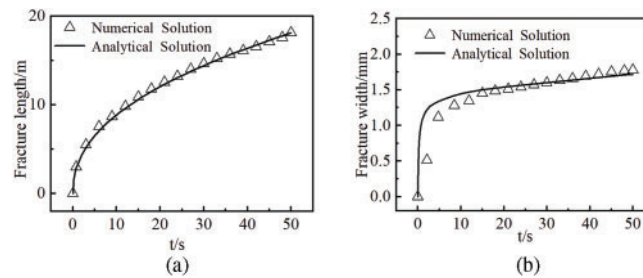 20
Numerical Solution
Analytical Solution
10
0
Fracture length/m
0 10 20 30 40 50
t/s
(a)
2.5
Numerical Solution
Analytical Solution
2.0
1.5
1.0
0.5
0.0
Fracture width/mm
0 10 20 30 40 50
t/s
(b)